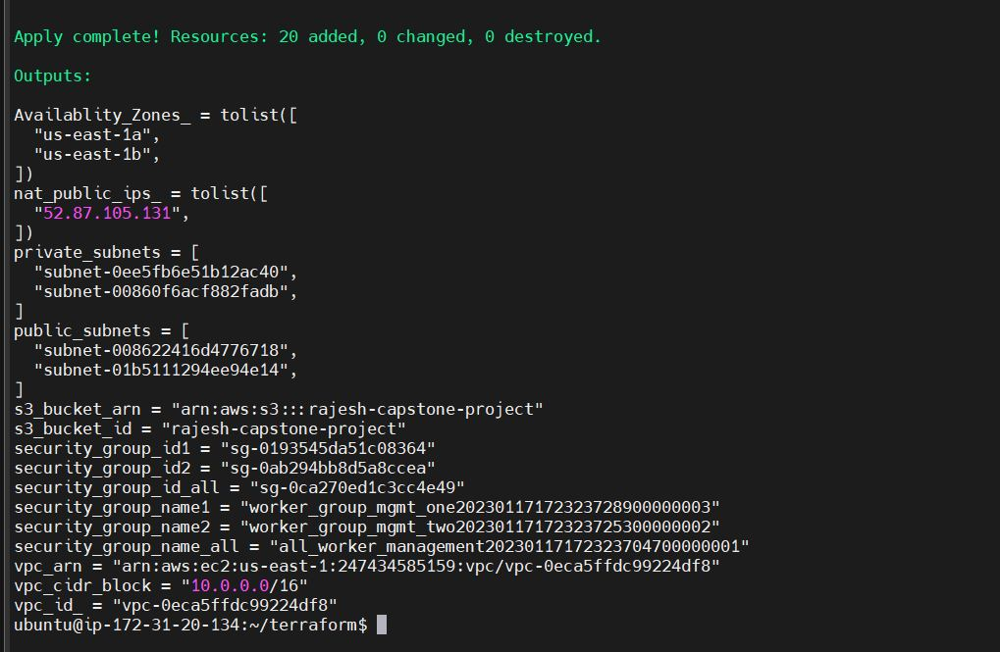 Apply complete! Resources: 20 added, 0 changed, 0 destroyed.
Outputs:
Availablity_Zones_ = tolist([
"us-east-1a",
"us-east-1b",
])
nat_public_ips_ = tolist([
"52.87.105.131",
])
private_subnets = [
"subnet-0ee5fb6e51b12ac40",
"subnet-00860f6acf882fadb",
]
public_subnets = [
"subnet-008622416d4776718",
"subnet-01b5111294ee94e14",
]
s3_bucket_arn = "arn:aws:s3:::rajesh-capstone-project"
s3_bucket_id = "rajesh-capstone-project"
security_group_id1 = "sg-0193545da51c08364"
security_group_id2 = "sg-0ab294bb8d5a8ccea"
security_group_id_all = "sg-0ca270ed1c3cc4e49"
security_group_name1 = "worker_group_mgmt_one20230117172323728900000003"
security_group_name2 = "worker_group_mgmt_two20230117172323725300000002"
security_group_name_all = "all_worker_management20230117172323704700000001"
vpc_arn = "arn:aws:ec2:us-east-1:247434585159:vpc/vpc-0eca5ffdc99224df8"
vpc_cidr_block = "10.0.0.0/16"
vpc_id_ = "vpc-0eca5ffdc99224df8"
ubuntu@ip-172-31-20-134:~/terraform$